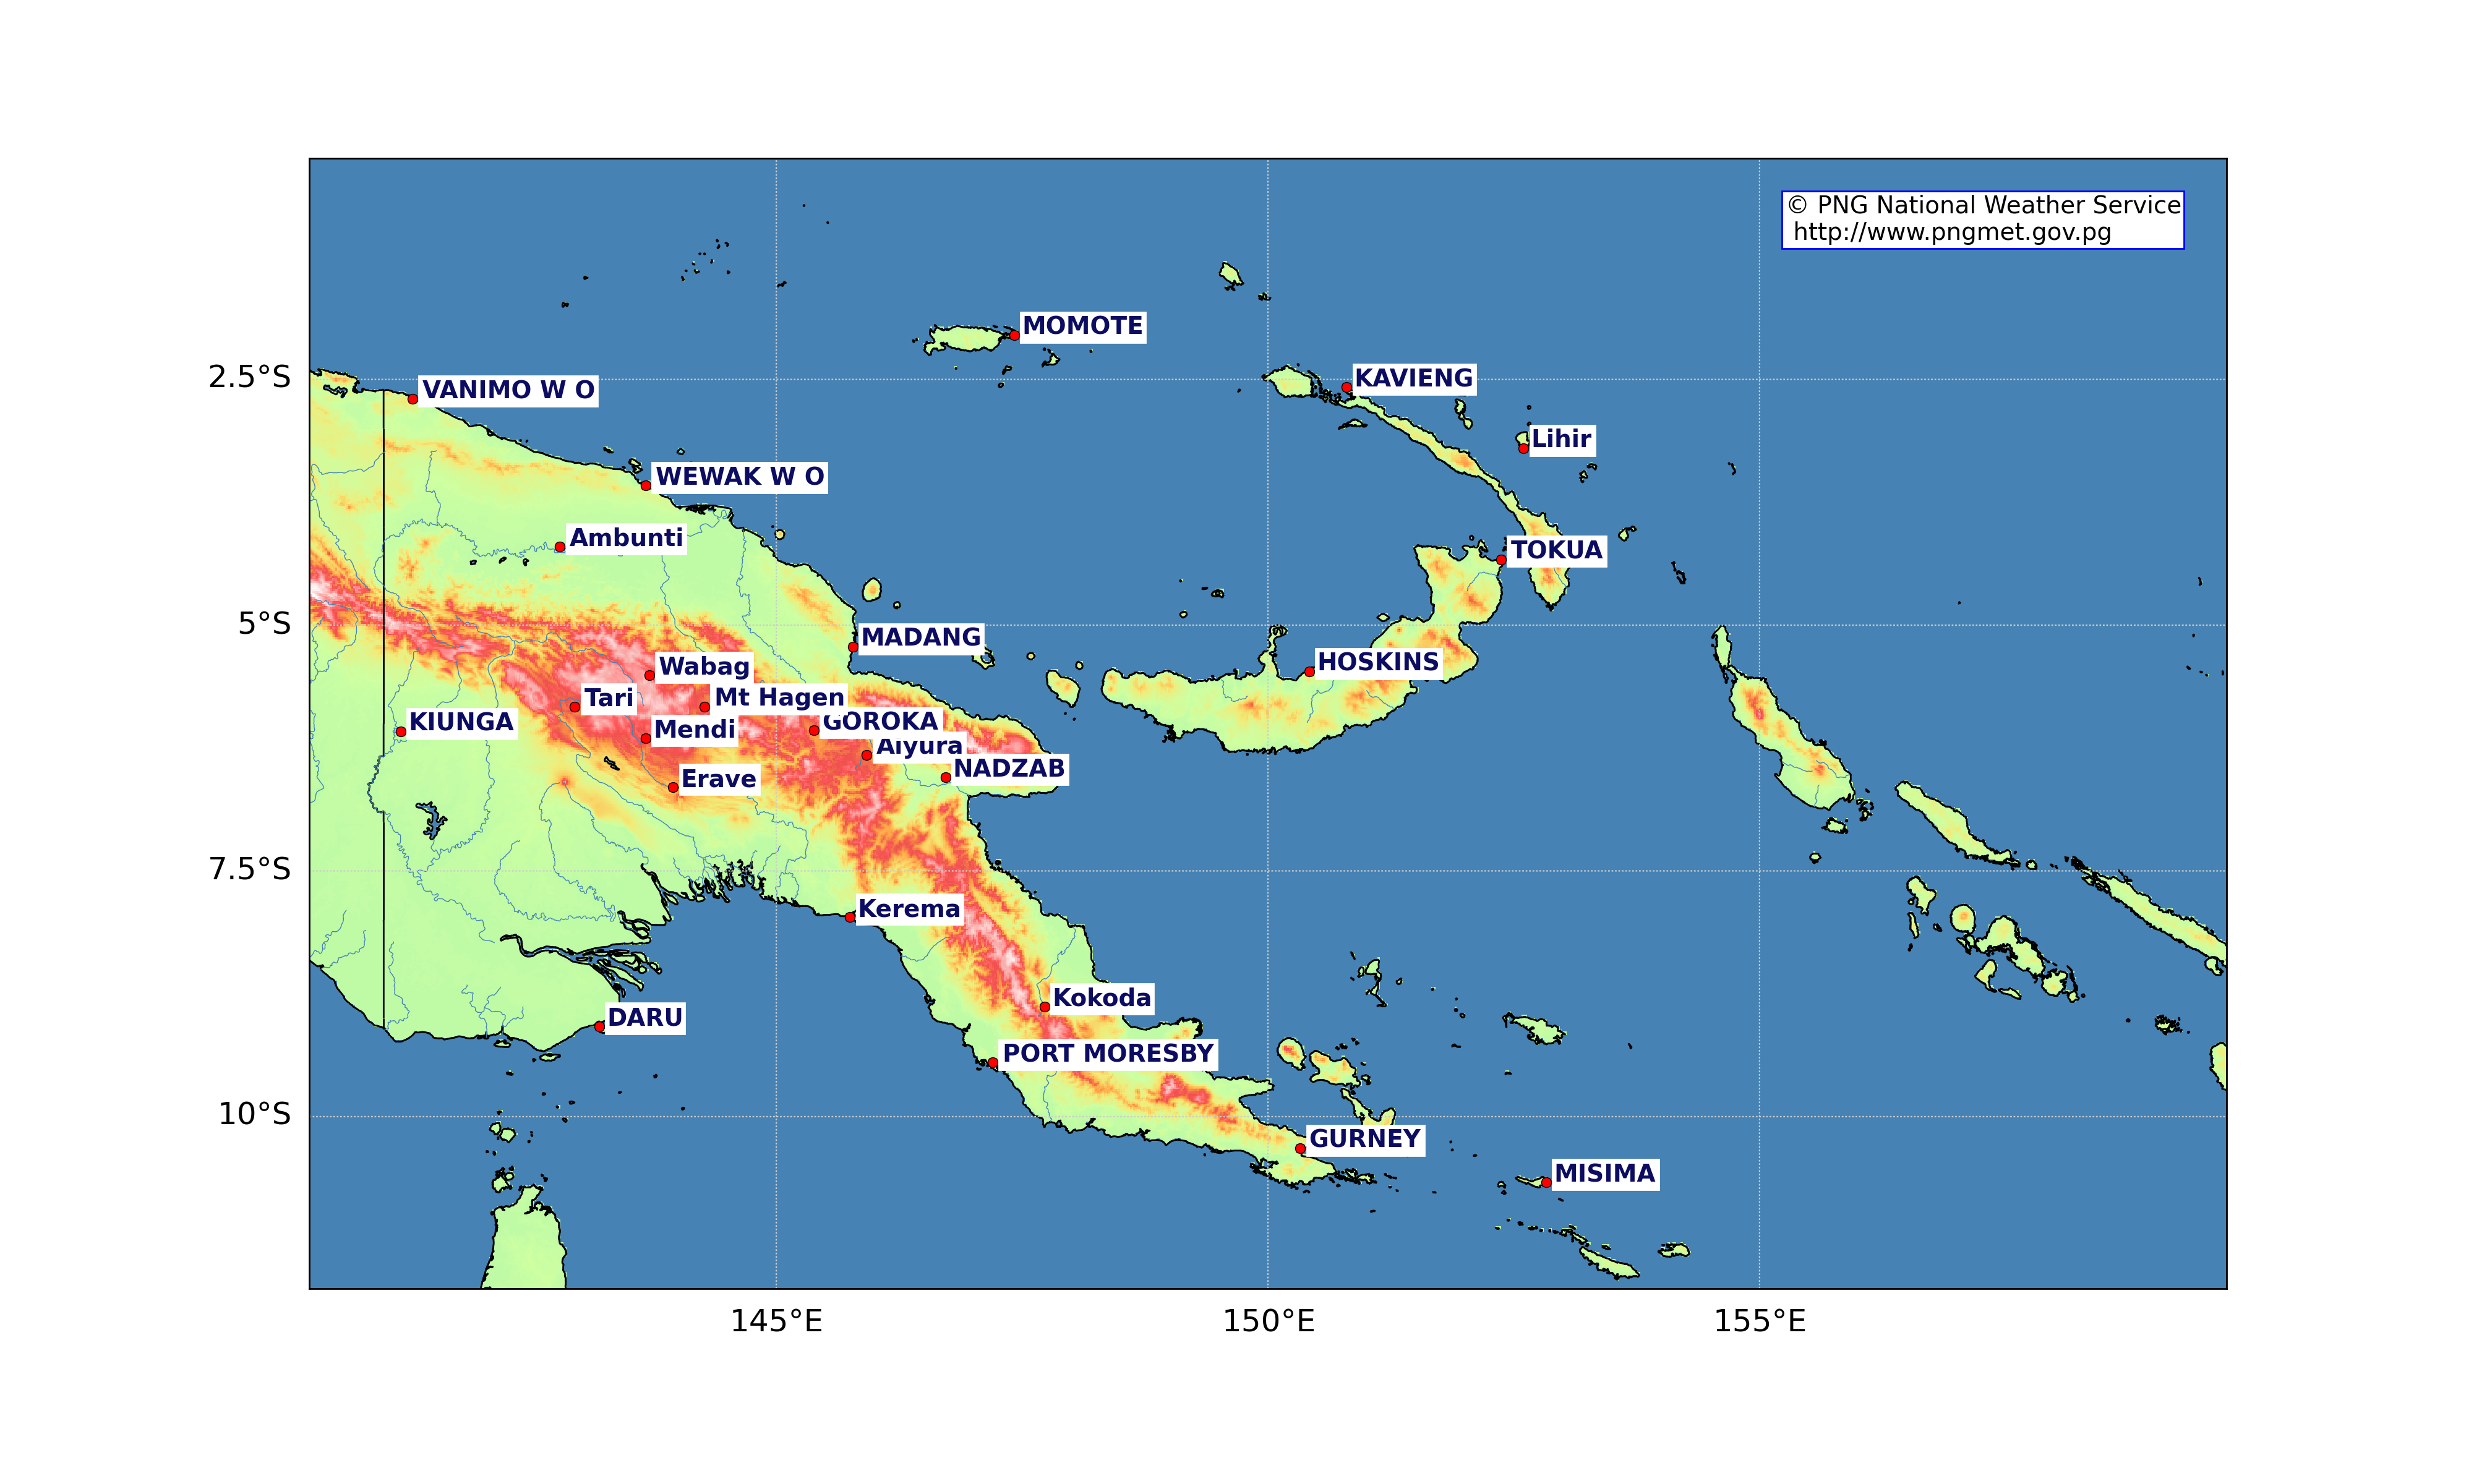 © PNG National Weather Service
http://www.pngmet.gov.pg
MOMOTE
2.5°S
KAVIENG
VANIMO W O
Lihir
WEWAK W O
Ambunti
TOKUA
5°S
MADANG
HOSKINS
Wabag
Tari
Mt Hagen
KIUNGA
GOROKA
Mendi
Aiyura
NADZAB
Erave
7.5°S
Kerema
Kokoda
DARU
PORT MORESBY
10°S
GURNEY
MISIMA
145°E 150°E 155°E